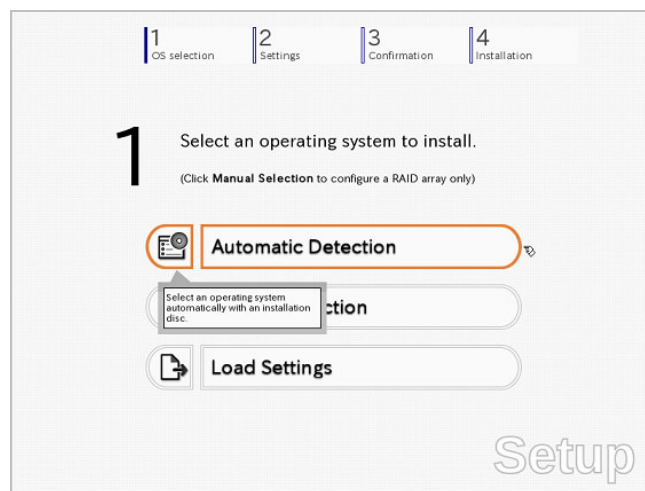 1
OS selection
2
Settings
3
Confirmation
4
Installation
1
Select an operating system to install.
(Click Manual Selection to configure a RAID array only)
Automatic Detection
Select an operating system
automatically with an installation
disc.
ction
Load Settings
Setup